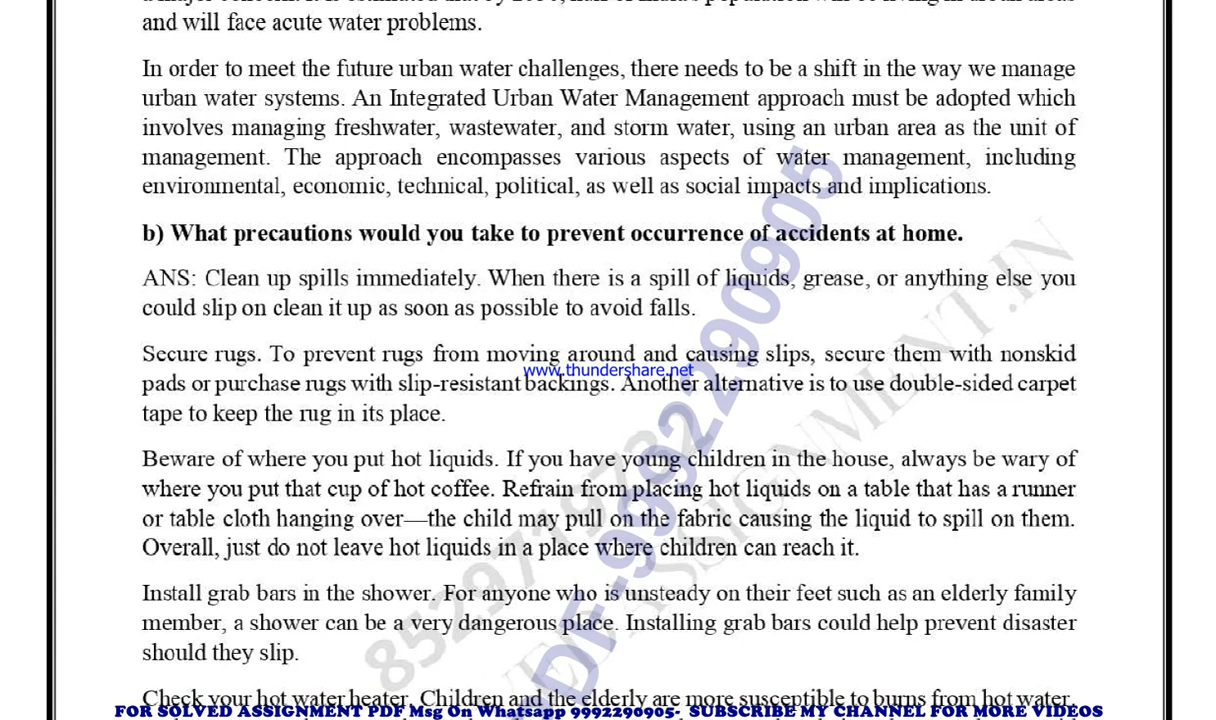 and will face acute water problems.
In order to meet the future urban water challenges, there needs to be a shift in the way we manage
urban water systems. An Integrated Urban Water Management approach must be adopted which
involves managing freshwater, wastewater, and storm water, using an urban area as the unit of
management. The approach encompasses various aspects of water management, including
environmental, economic, technical, political, as well as social impacts and implications.
b) What precautions would you take to prevent occurrence of accidents at home.
ANS: Clean up spills immediately. When there is a spill of liquids, grease, or anything else you
could slip on clean it up as soon as possible to avoid falls.
Secure rugs. To prevent rugs from moving around and causing slips, secure them with nonskid
www.thundershare.net
pads or purchase rugs with slip-resistant backings. Another alternative is to use double-sided carpet
tape to keep the rug in its place.
Beware of where you put hot liquids. If you have young children in the house, always be wary of
where you put that cup of hot coffee. Refrain from placing hot liquids on a table that has a runner
or table cloth hanging over—the child may pull on the fabric causing the liquid to spill on them.
Overall, just do not leave hot liquids in a place where children can reach it.
Install grab bars in the shower. For anyone who is unsteady on their feet such as an elderly family
member, a shower can be a very dangerous place. Installing grab bars could help prevent disaster
should they slip.
Check your hot water heater. Children and the elderly are more susceptible to burns from hot water.
FOR SOLVED ASSIGNMENT PDF Msg On Whatsapp 9992290905- SUBSCRIBE MY CHANNEL FOR MORE VIDEOS